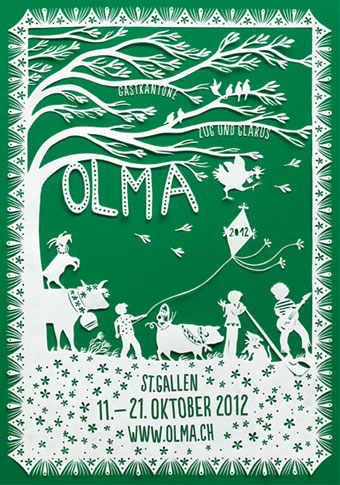 GASTKANTONE
ZUG UND GLARUS
OLMA
2012
ST.GALLEN
11.–21. OKTOBER 2012
WWW.OLMA.CH